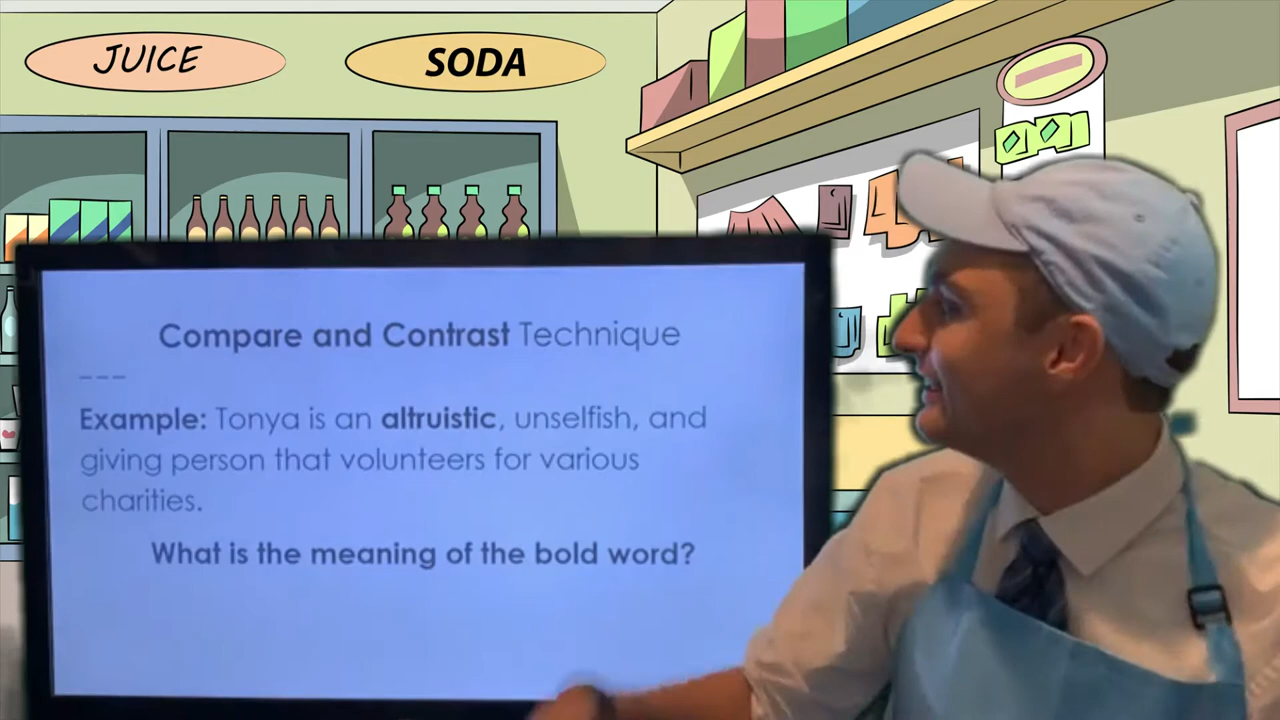 JUICE
SODA
Compare and Contrast Technique
---
Example: Tonya is an altruistic, unselfish, and
giving person that volunteers for various
charities.
What is the meaning of the bold word?